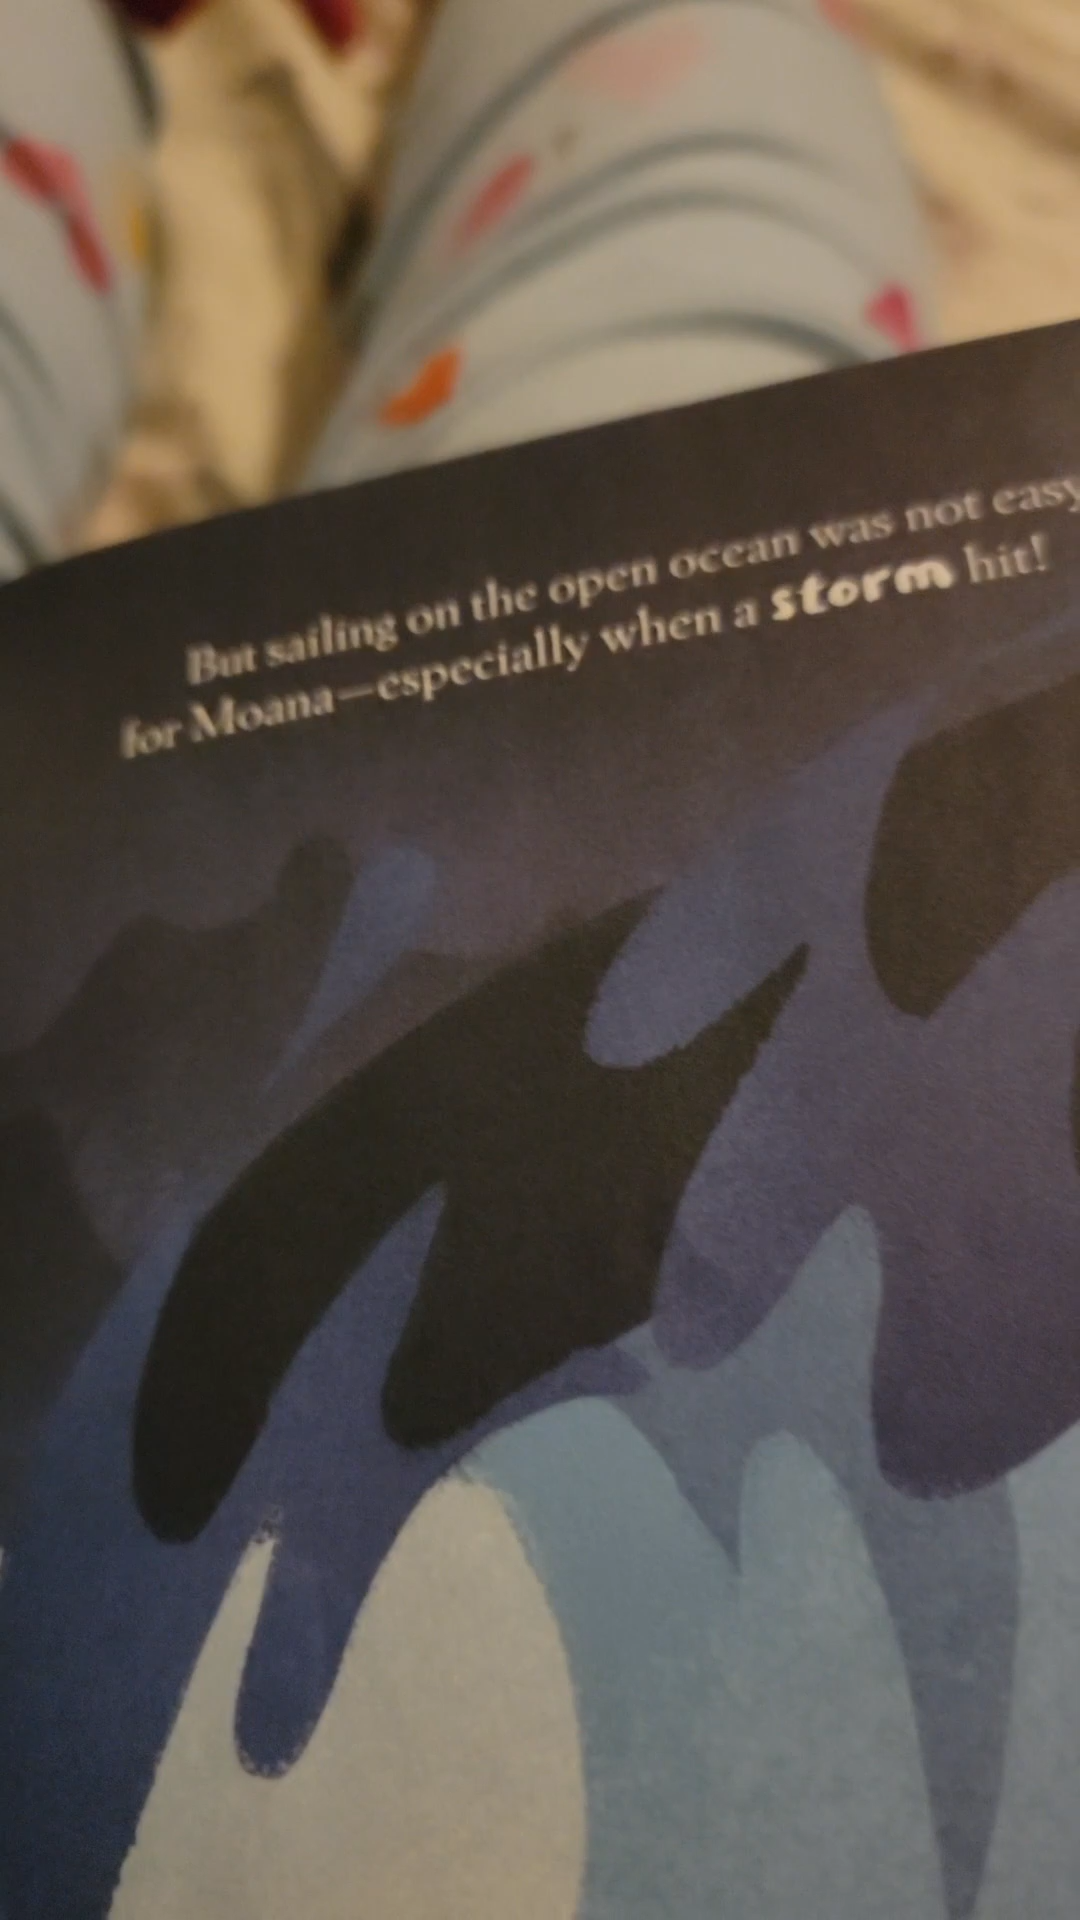 But sailing on the open ocean was not easy
for Moana—especially when a storm hit!